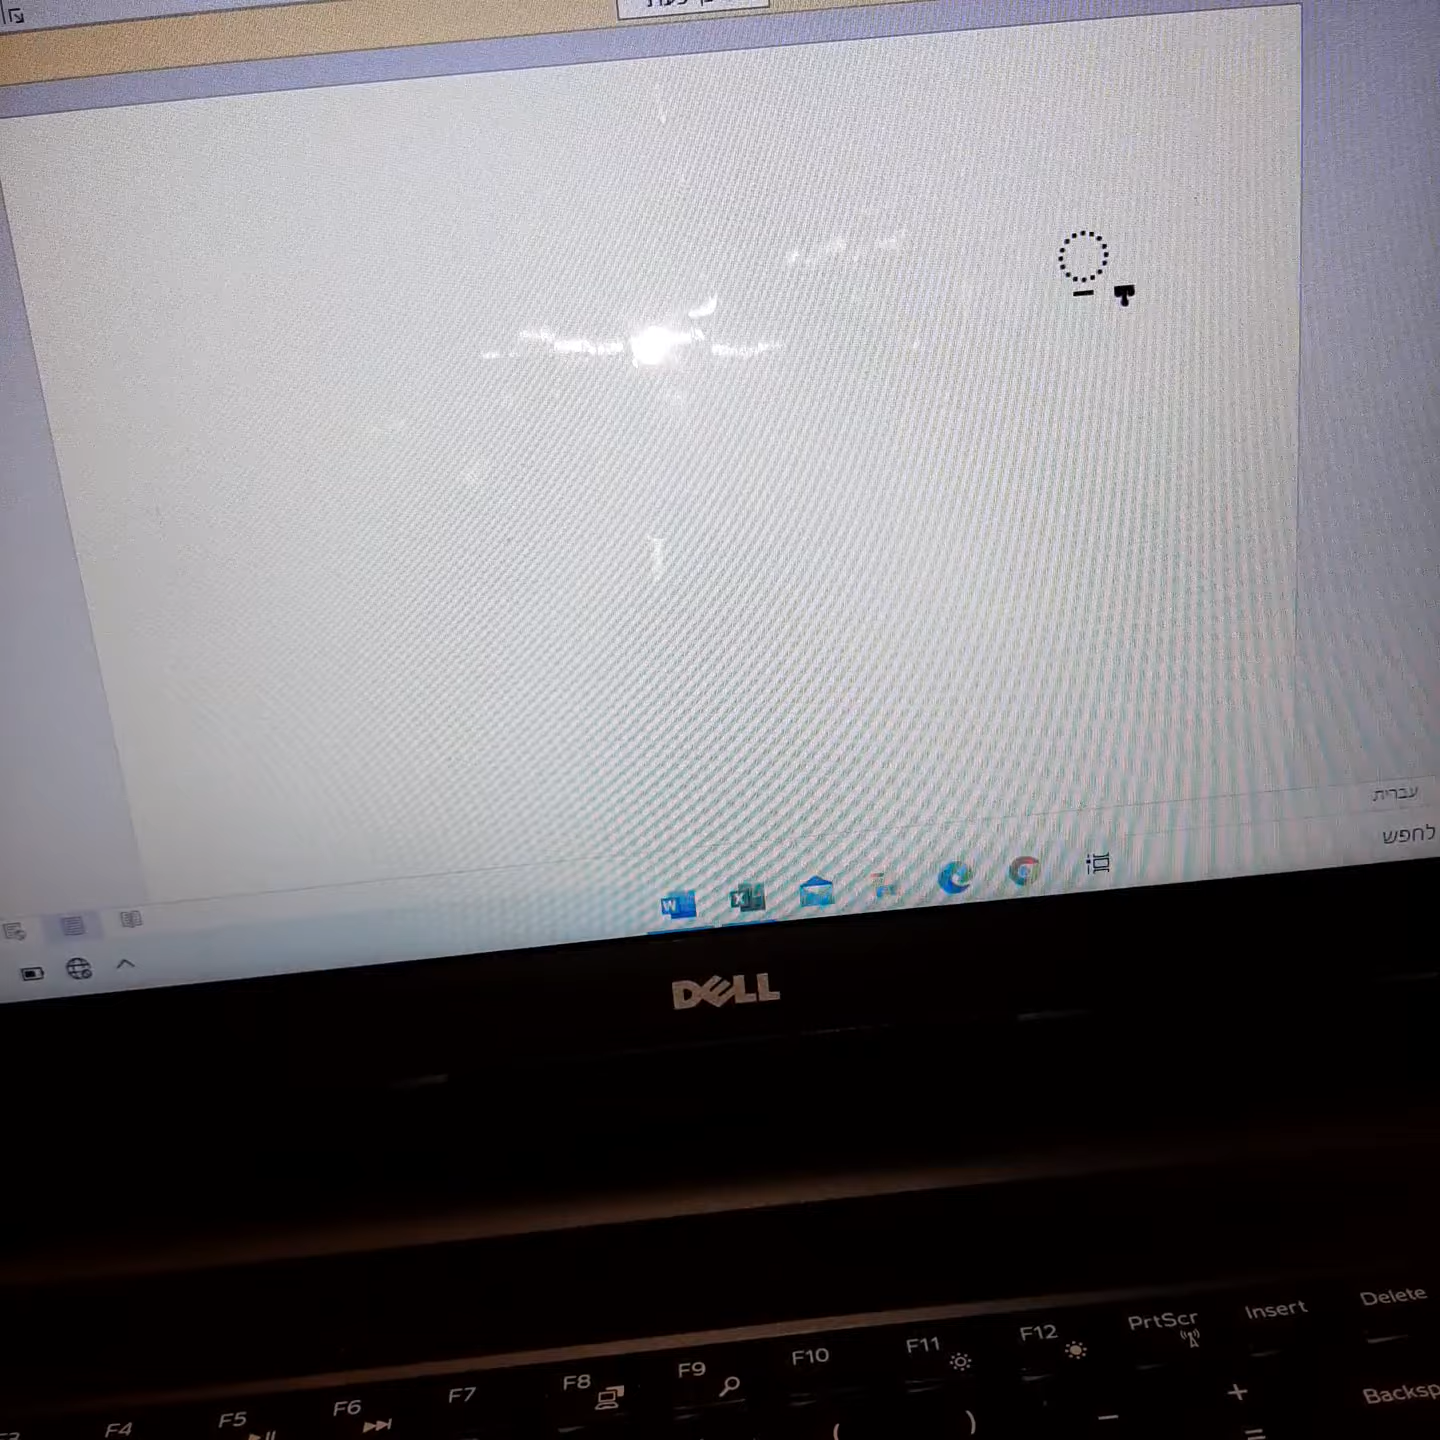 עברית
לחפש
W
X
DELL
Delete
Insert
PrtScr
F12
F11
F10
F9
F8
F7
F6
F5
F4
Backsp
+
=
–
)
(